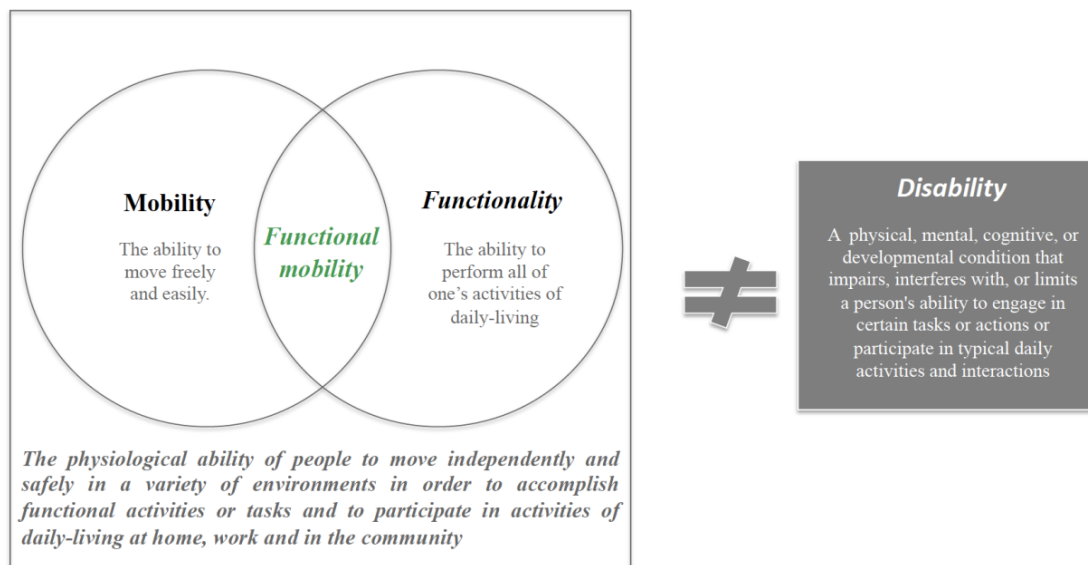 Mobility
The ability to
move freely
and easily.
Functional
mobility
Functionality
The ability to
perform all of
one’s activities of
daily-living
The physiological ability of people to move independently and
safely in a variety of environments in order to accomplish
functional activities or tasks and to participate in activities of
daily-living at home, work and in the community
≠
Disability
A physical, mental, cognitive, or
developmental condition that
impairs, interferes with, or limits
a person's ability to engage in
certain tasks or actions or
participate in typical daily
activities and interactions